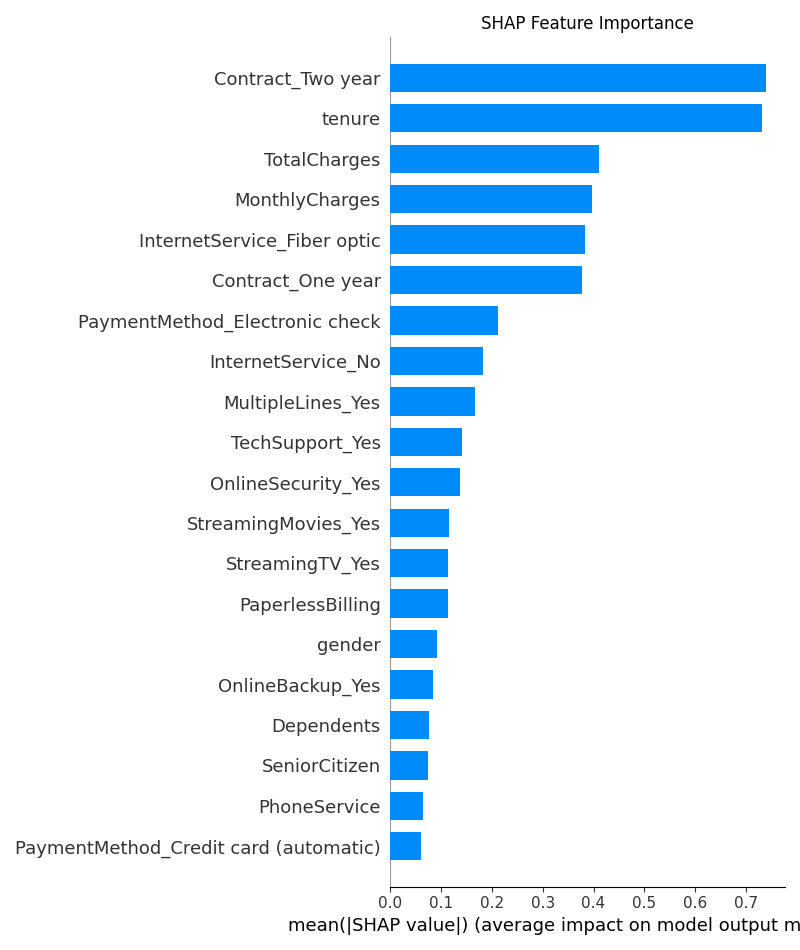 SHAP Feature Importance
Contract_Two year
tenure
TotalCharges
MonthlyCharges
InternetService_Fiber optic
Contract_One year
PaymentMethod_Electronic check
InternetService_No
MultipleLines_Yes
TechSupport_Yes
OnlineSecurity_Yes
StreamingMovies_Yes
StreamingTV_Yes
PaperlessBilling
gender
OnlineBackup_Yes
Dependents
SeniorCitizen
PhoneService
PaymentMethod_Credit card (automatic)
0.0 0.1 0.2 0.3 0.4 0.5 0.6 0.7
mean(|SHAP value|) (average impact on model output m